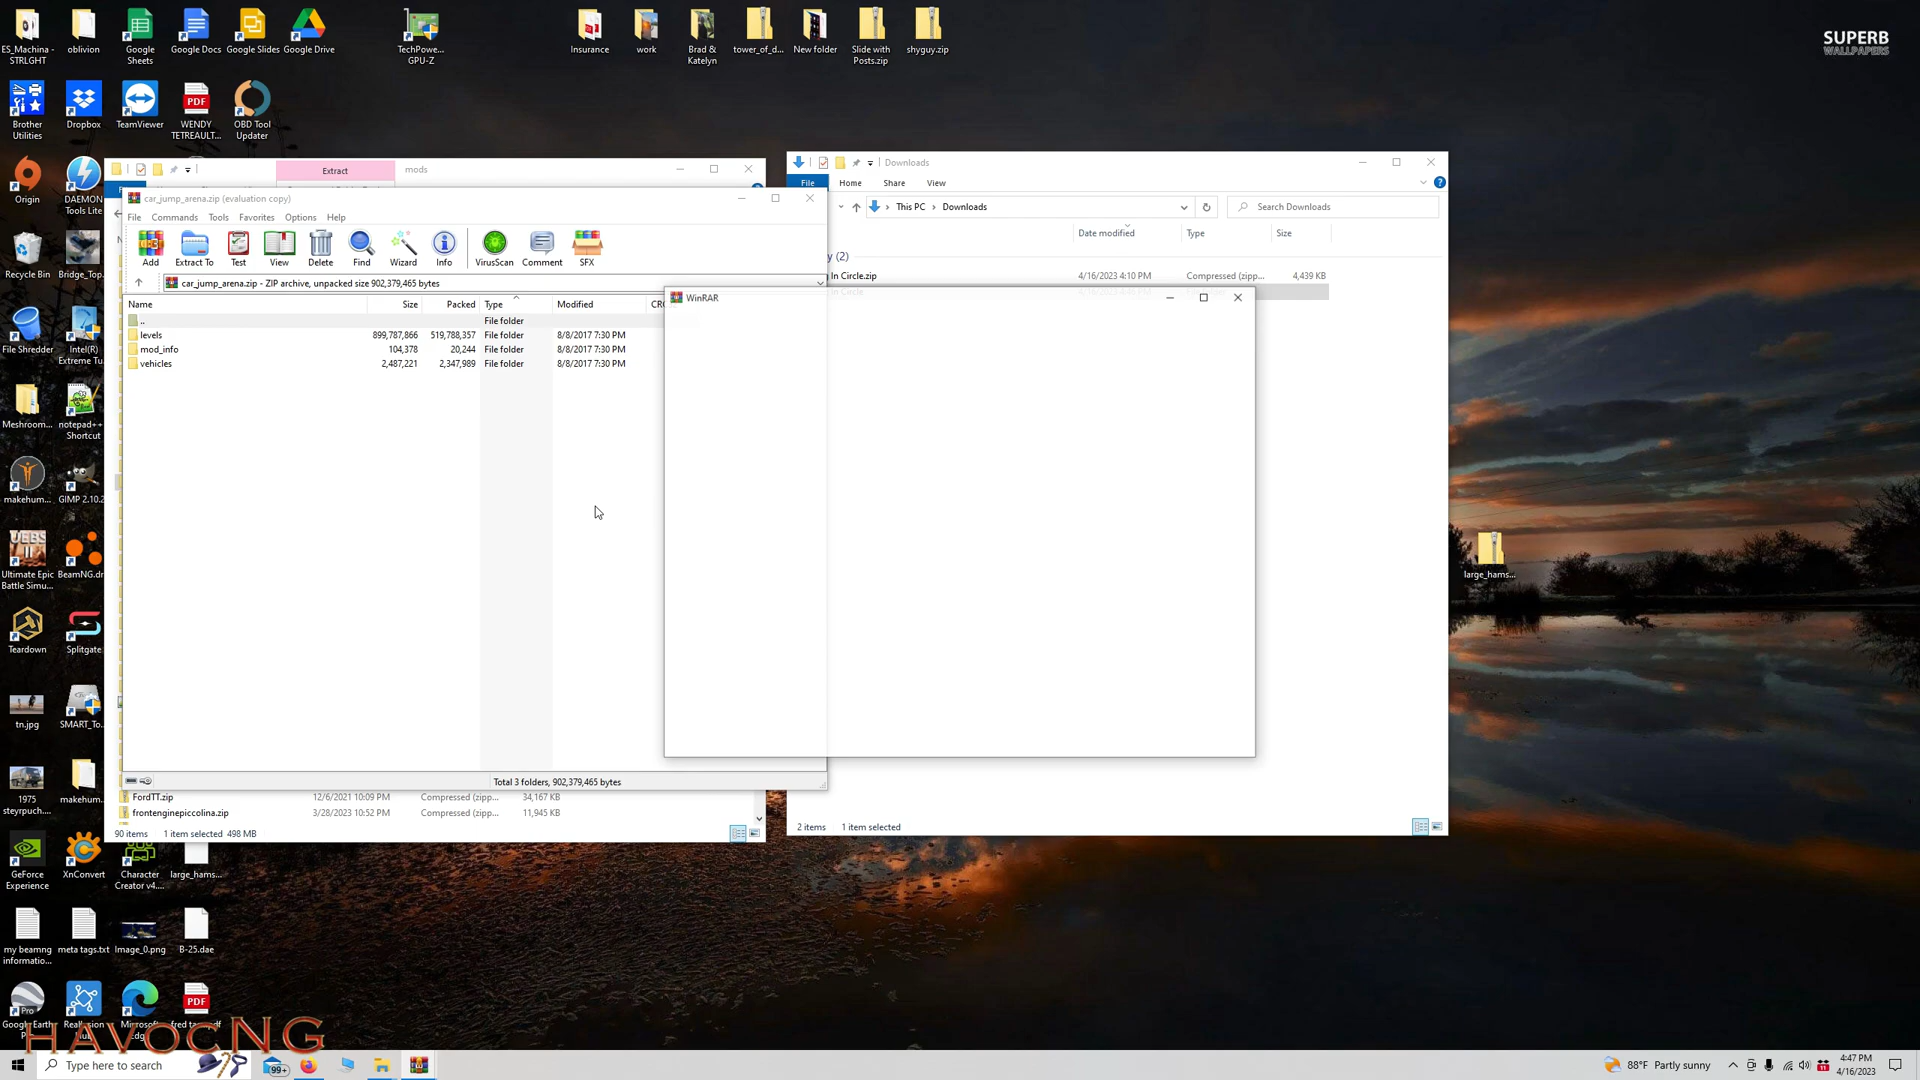 ES_Machina -
STRLGHT
oblivion
Google
Sheets
Google Docs
Google Slides
Google Drive
TechPowe...
GPU-Z
Insurance
work
Brad &
Katelyn
tower_of_d...
New folder
Slide with
Posts.zip
shyguy.zip
SUPERB
WALLPAPERS
Brother
Utilities
Dropbox
TeamViewer
WENDY
TETREAULT...
OBD Tool
Updater
Origin
DAEMON
Tools Lite
Recycle Bin
Bridge_Top...
File Shredder
Intel(R)
Extreme Tu...
Meshroom...
notepad++
Shortcut
makehum...
GIMP 2.10.2
Ultimate Epic
Battle Simu...
BeamNG.dr
Teardown
Splitgate
tn.jpg
SMART_To...
1975
steyrpuch....
makehum...
GeForce
Experience
XnConvert
Character
Creator v4....
large_hams...
my beamng
informatio...
meta tags.txt
Image_0.png
B-25.dae
Google Earth
Pro
Microsoft
Extract
mods
car_jump_arena.zip (evaluation copy)
File Commands Tools Favorites Options Help
Add
Extract To
Test
View
Delete
Find
Wizard
Info
VirusScan
Comment
SFX
car_jump_arena.zip - ZIP archive, unpacked size 902,379,465 bytes
Name Size Packed Type Modified
.. File folder
levels 899,787,866 519,788,357 File folder 8/8/2017 7:30 PM
mod_info 104,378 20,244 File folder 8/8/2017 7:30 PM
vehicles 2,487,221 2,347,989 File folder 8/8/2017 7:30 PM
Total 3 folders, 902,379,465 bytes
FordTT.zip 12/6/2021 10:09 PM Compressed (zipp... 34,167 KB
frontenginepiccolina.zip 3/28/2023 10:52 PM Compressed (zipp... 11,945 KB
90 items 1 item selected 498 MB
Downloads
File Home Share View
This PC > Downloads
Search Downloads
Date modified Type Size
y (2)
In Circle.zip 4/16/2023 4:10 PM Compressed (zipp... 4,439 KB
In Circle
WinRAR
2 items 1 item selected
large_hams...
HAVOCNG
Type here to search
99+
88°F Partly sunny
4:47 PM
4/16/2023